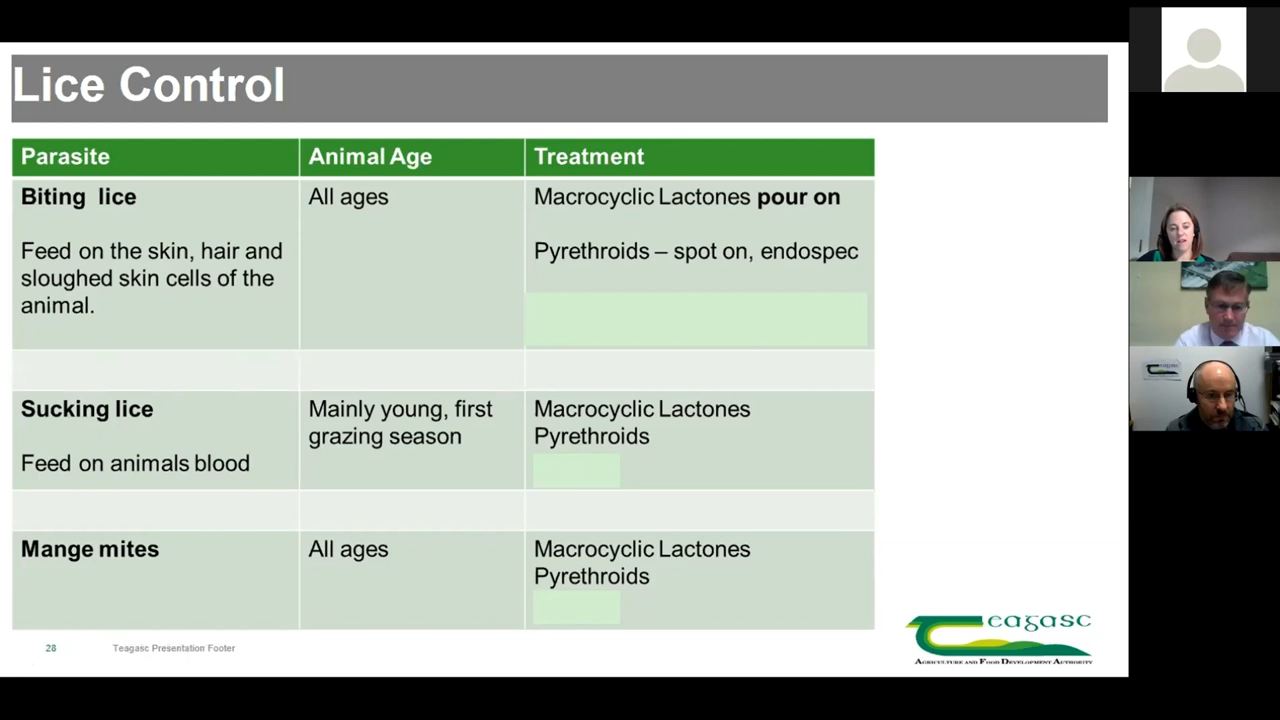 Lice Control
Parasite
Animal Age
Treatment
Biting lice
All ages
Macrocyclic Lactones pour on
Feed on the skin, hair and
sloughed skin cells of the
animal.
Pyrethroids – spot on, endospec
Sucking lice
Mainly young, first
grazing season
Macrocyclic Lactones
Pyrethroids
Feed on animals blood
Mange mites
All ages
Macrocyclic Lactones
Pyrethroids
28
Teagasc Presentation Footer
Teagasc
Agriculture and Food Development Authority